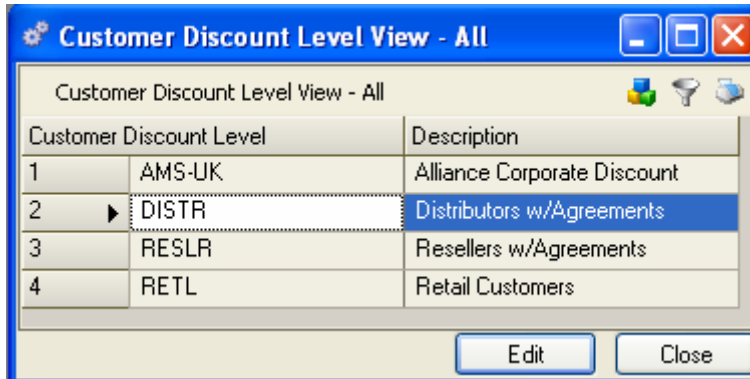 Customer Discount Level View - All
Customer Discount Level View - All
Customer Discount Level Description
1 AMS-UK Alliance Corporate Discount
2 DISTR Distributors w/Agreements
3 RESLR Resellers w/Agreements
4 RETL Retail Customers
Edit Close